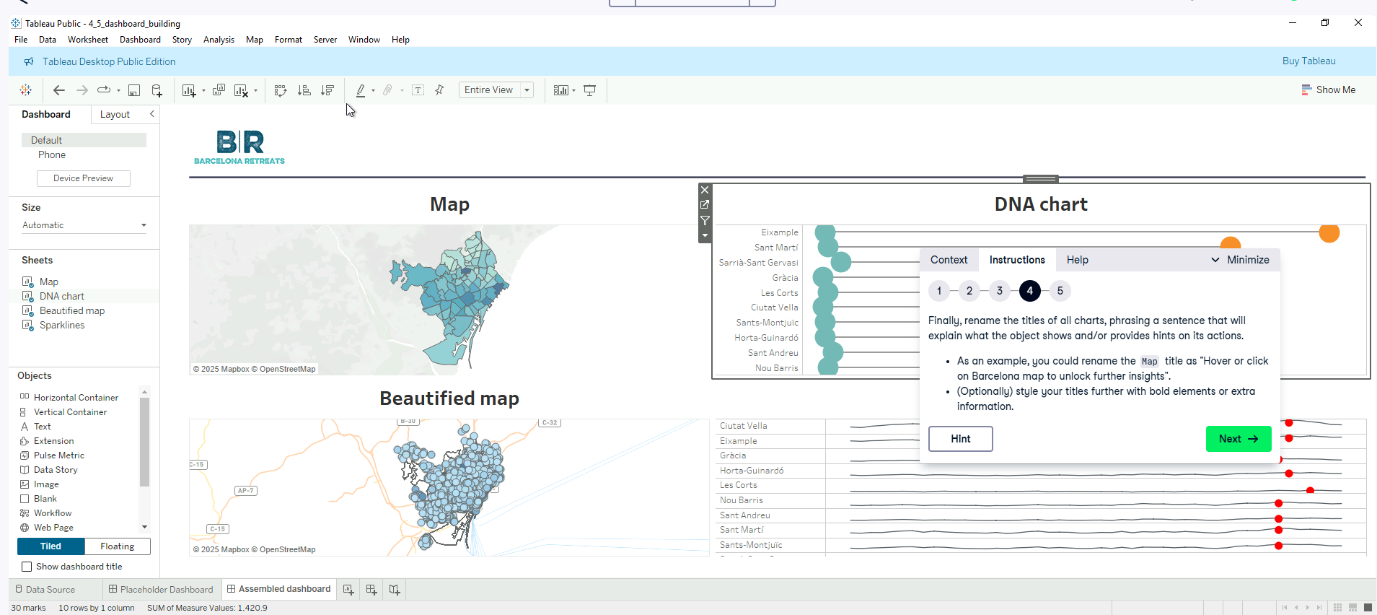 Tableau Public - 4_5_dashboard_building
File Data Worksheet Dashboard Story Analysis Map Format Server Window Help
Tableau Desktop Public Edition
Buy Tableau
Entire View
Show Me
Dashboard
Layout
Default
Phone
Device Preview
Size
Automatic
Sheets
Map
DNA chart
Beautified map
Sparklines
Objects
Horizontal Container
Vertical Container
Text
Extension
Pulse Metric
Data Story
Image
Blank
Workflow
Web Page
Tiled
Floating
Show dashboard title
B|R
BARCELONA RETREATS
Map
© 2025 Mapbox © OpenStreetMap
DNA chart
Eixample
Sant Martí
Sarrià-Sant Gervasi
Gràcia
Les Corts
Ciutat Vella
Sants-Montjuïc
Horta-Guinardó
Sant Andreu
Nou Barris
Beautified map
B-30
C-32
C-15
AP-7
C-15
© 2025 Mapbox © OpenStreetMap
Ciutat Vella
Eixample
Gràcia
Horta-Guinardó
Les Corts
Nou Barris
Sant Andreu
Sant Martí
Sants-Montjuïc
Context
Instructions
Help
Minimize
1 2 3 4 5
Finally, rename the titles of all charts, phrasing a sentence that will
explain what the object shows and/or provides hints on its actions.
• As an example, you could rename the Map title as "Hover or click
on Barcelona map to unlock further insights".
• (Optionally) style your titles further with bold elements or extra
information.
Hint
Next →
Data Source
Placeholder Dashboard
Assembled dashboard
30 marks 10 rows by 1 column SUM of Measure Values: 1,420.9